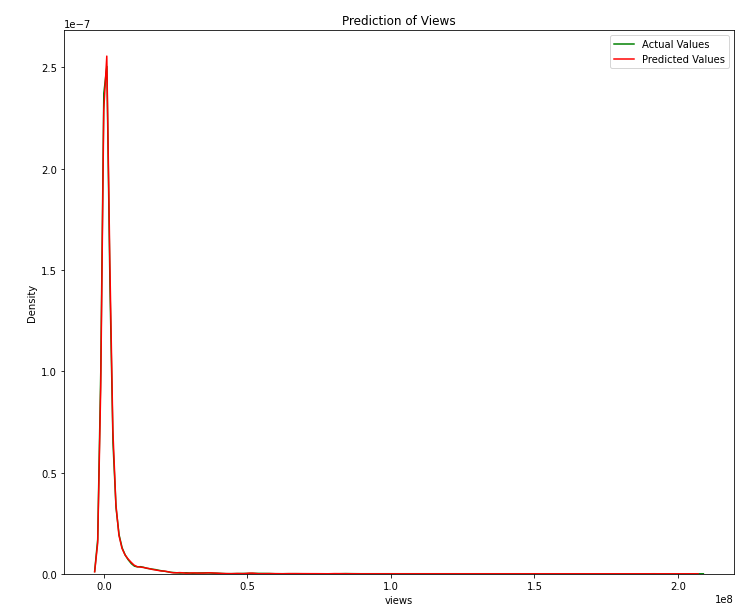 Prediction of Views
1e−7
Actual Values
Predicted Values
2.5
2.0
1.5
1.0
0.5
0.0
Density
0.0 0.5 1.0 1.5 2.0
views
1e8